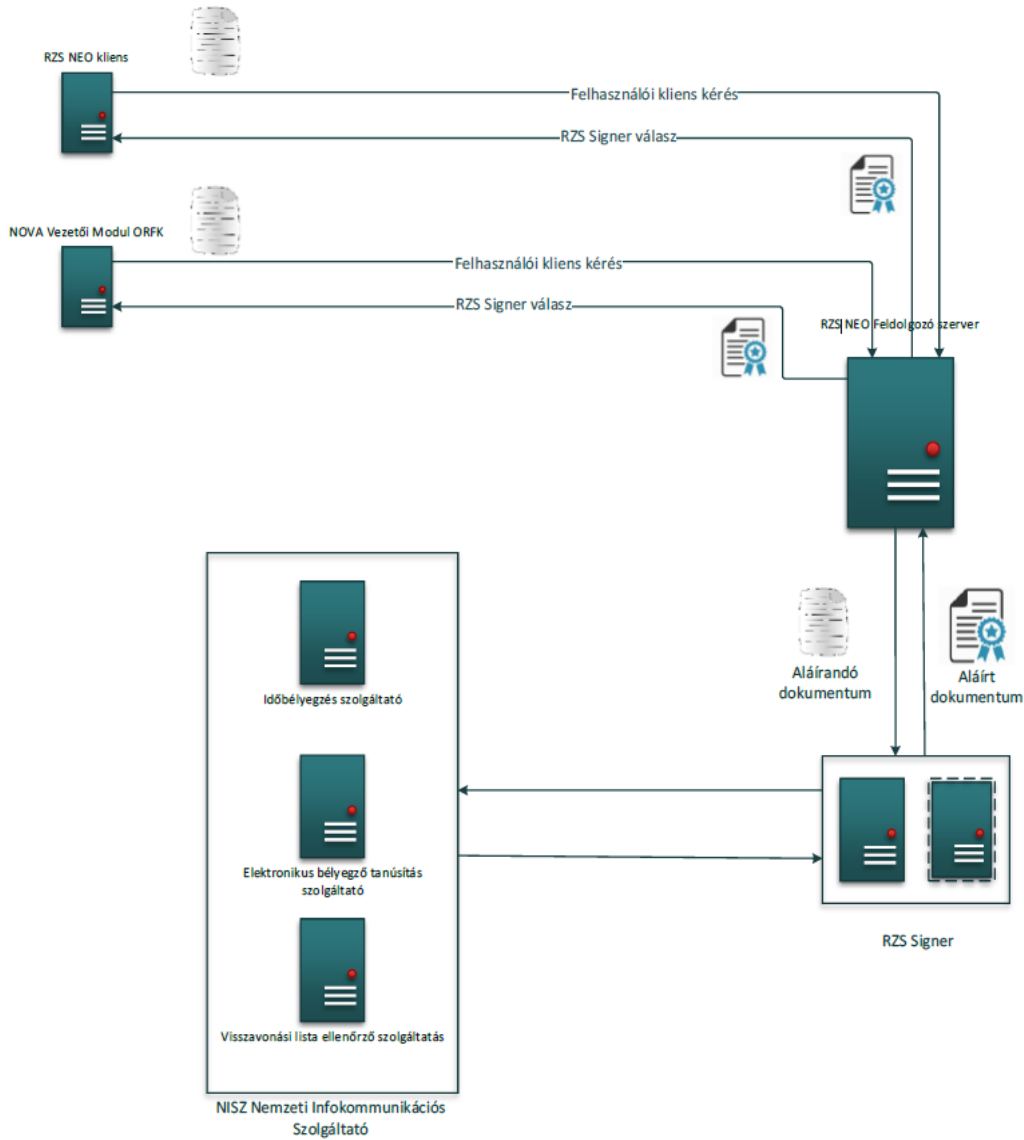 RZS NEO kliens
Felhasználói kliens kérés
RZS Signer válasz
NOVA Vezetői Modul ORFK
Felhasználói kliens kérés
RZS Signer válasz
RZS NEO Feldolgozó szerver
Időbélyegzés szolgáltató
Aláírandó
dokumentum
Aláírt
dokumentum
Elektronikus bélyegző tanúsítás
szolgáltató
RZS Signer
Visszavonási lista ellenőrző szolgáltatás
NISZ Nemzeti Infokommunikációs
Szolgáltató